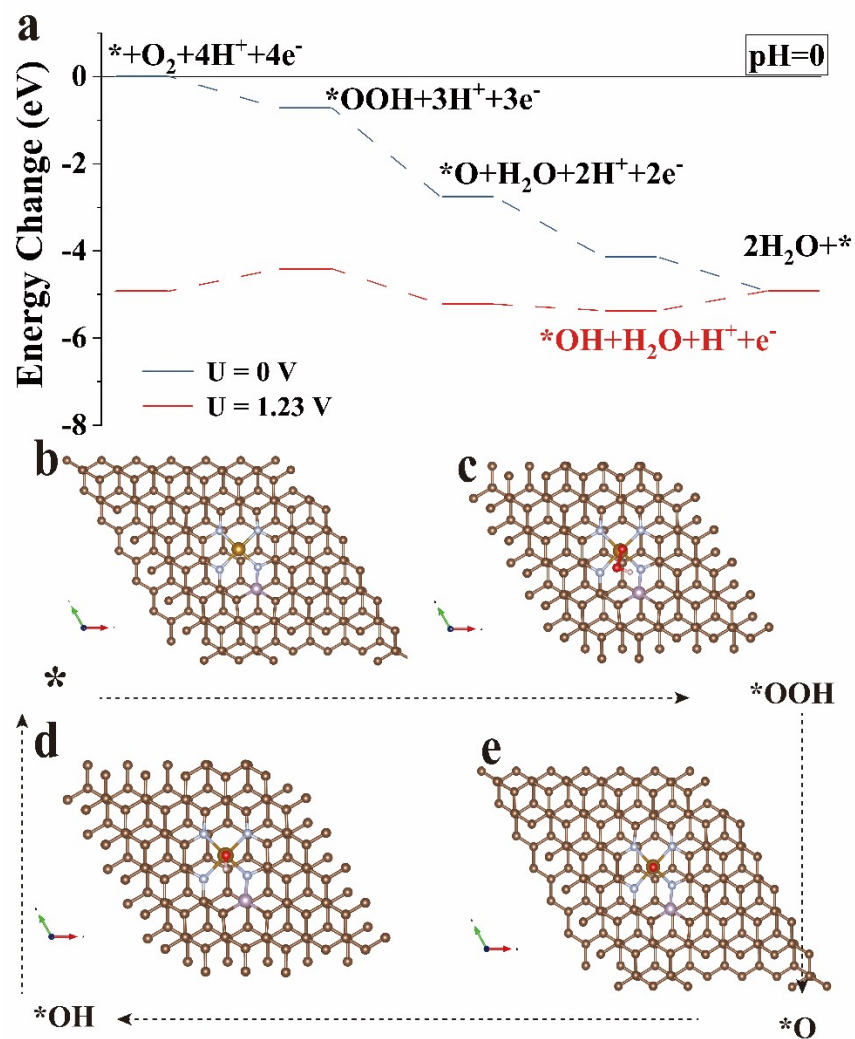 a
*+O₂+4H⁺+4e⁻
pH=0
*OOH+3H⁺+3e⁻
*O+H₂O+2H⁺+2e⁻
2H₂O+*
*OH+H₂O+H⁺+e⁻
Energy Change (eV)
0
-2
-4
-6
-8
U = 0 V
U = 1.23 V
b
c
*
*OOH
d
e
*OH
*O